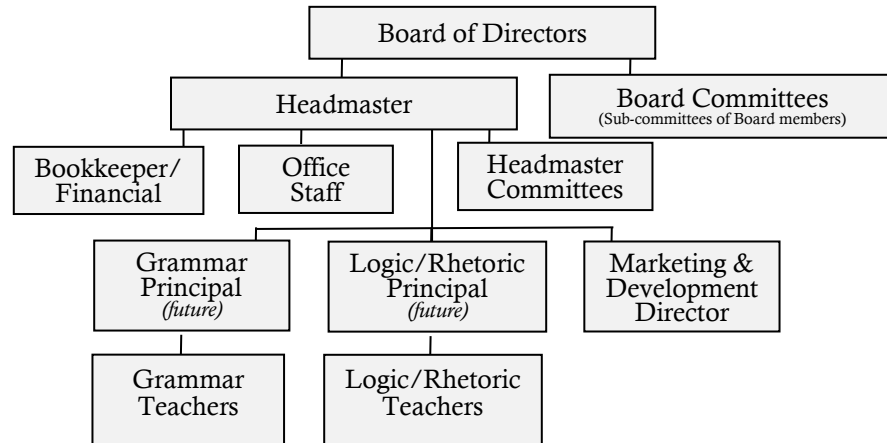 Board of Directors
Headmaster
Board Committees
(Sub-committees of Board members)
Bookkeeper/
Financial
Office
Staff
Headmaster
Committees
Grammar
Principal
(future)
Logic/Rhetoric
Principal
(future)
Marketing &
Development
Director
Grammar
Teachers
Logic/Rhetoric
Teachers